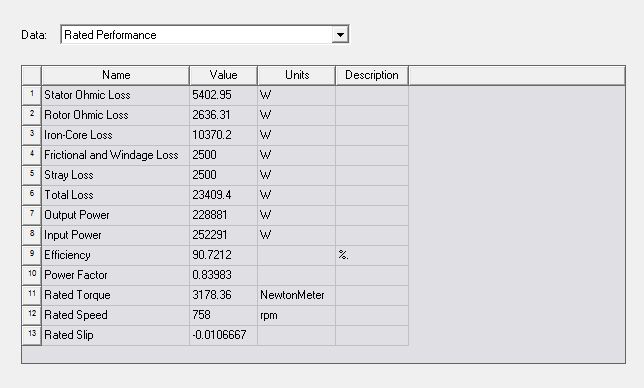 Data: Rated Performance
Name Value Units Description
1 Stator Ohmic Loss 5402.95 W
2 Rotor Ohmic Loss 2636.31 W
3 Iron-Core Loss 10370.2 W
4 Frictional and Windage Loss 2500 W
5 Stray Loss 2500 W
6 Total Loss 23409.4 W
7 Output Power 228881 W
8 Input Power 252291 W
9 Efficiency 90.7212 %.
10 Power Factor 0.83983
11 Rated Torque 3178.36 NewtonMeter
12 Rated Speed 758 rpm
13 Rated Slip -0.0106667